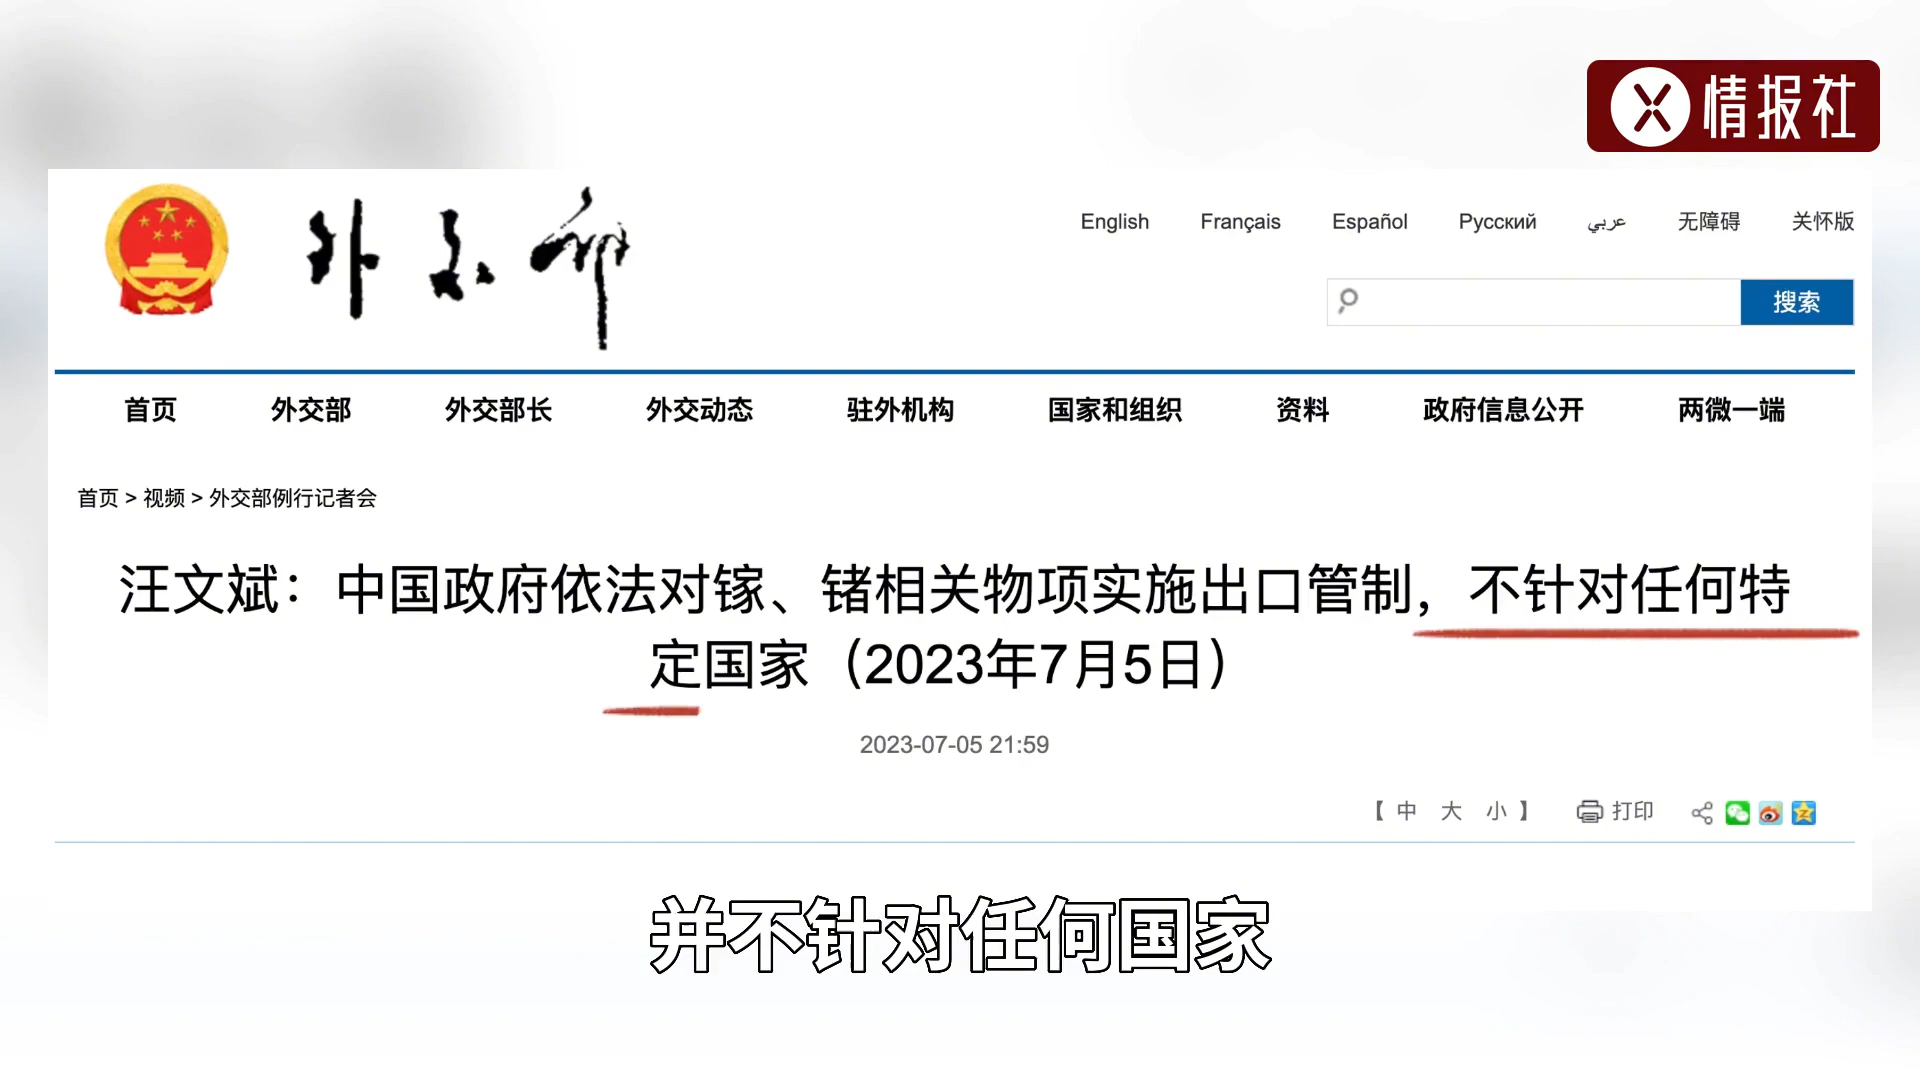 X情报社
外交部
English Français Español Русский عربي 无障碍 关怀版
搜索
首页 外交部 外交部长 外交动态 驻外机构 国家和组织 资料 政府信息公开 两微一端
首页 > 视频 > 外交部例行记者会
汪文斌：中国政府依法对镓、锗相关物项实施出口管制，不针对任何特
定国家（2023年7月5日）
2023-07-05 21:59
【 中 大 小 】 打印
并不针对任何国家